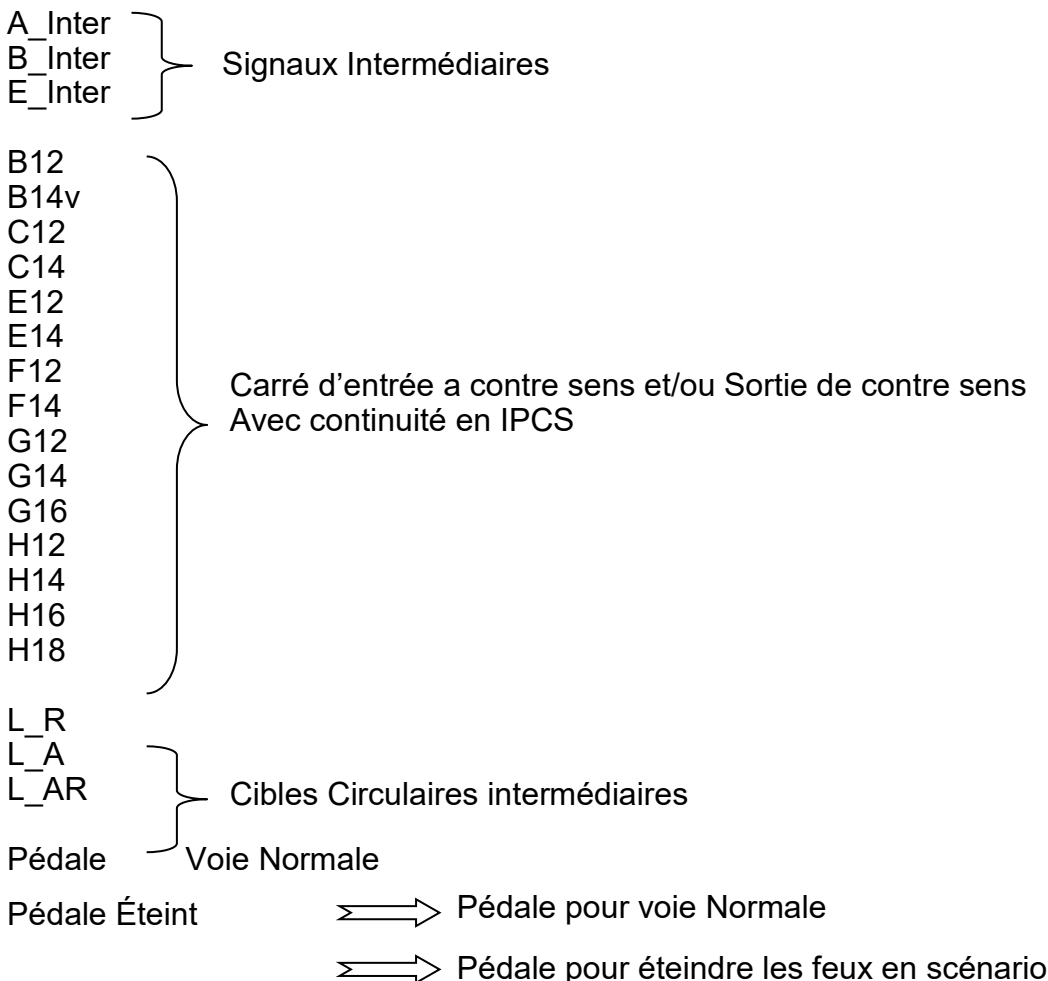 A_Inter
B_Inter
E_Inter
Signaux Intermédiaires
B12
B14v
C12
C14
E12
E14
F12
F14
G12
G14
G16
H12
H14
H16
H18
Carré d'entrée a contre sens et/ou Sortie de contre sens
Avec continuité en IPCS
L_R
L_A
L_AR
Cibles Circulaires intermédiaires
Pédale Voie Normale
Pédale Éteint Pédale pour voie Normale
Pédale pour éteindre les feux en scénario